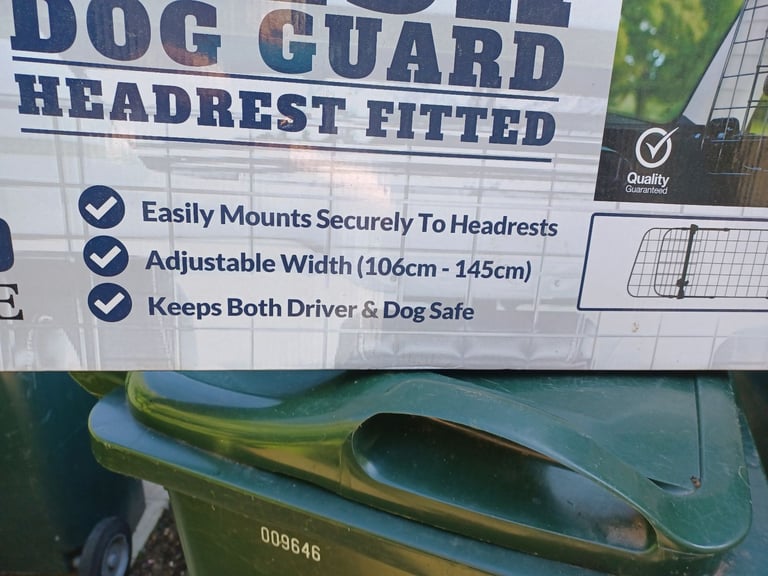 DOG GUARD
HEADREST FITTED
Quality
Guaranteed
Easily Mounts Securely To Headrests
Adjustable Width (106cm - 145cm)
Keeps Both Driver & Dog Safe
009646